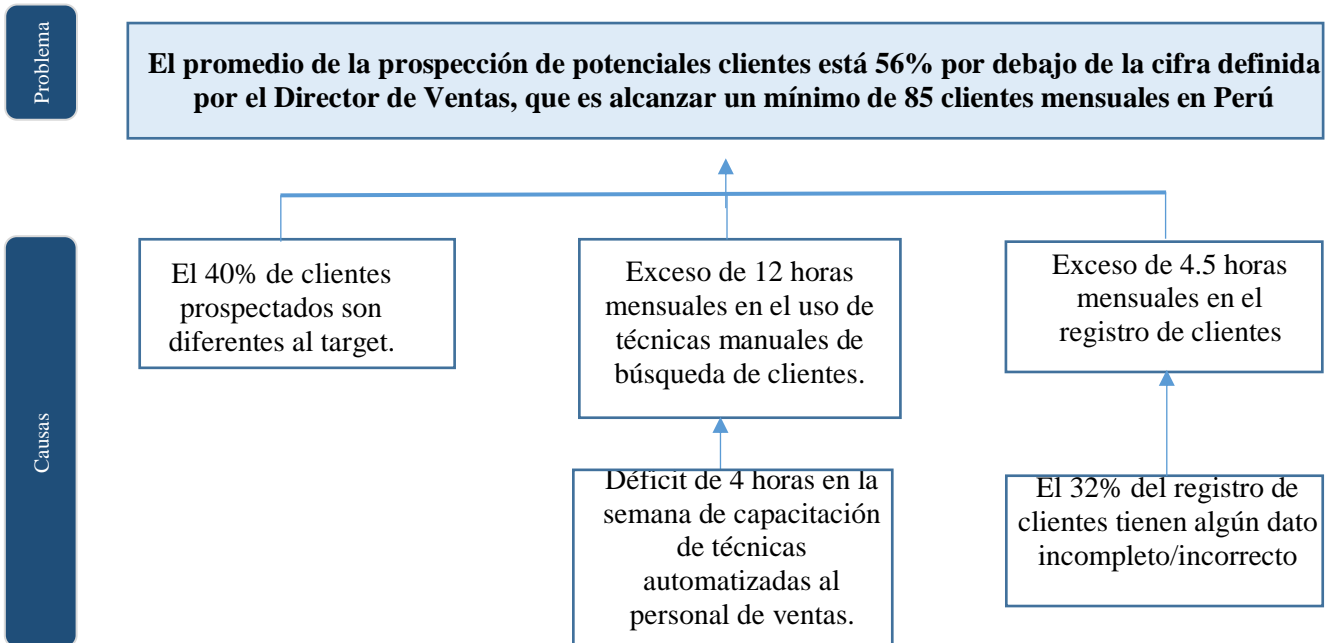 Problema
El promedio de la prospección de potenciales clientes está 56% por debajo de la cifra definida
por el Director de Ventas, que es alcanzar un mínimo de 85 clientes mensuales en Perú
Causas
El 40% de clientes
prospectados son
diferentes al target.
Exceso de 12 horas
mensuales en el uso de
técnicas manuales de
búsqueda de clientes.
Exceso de 4.5 horas
mensuales en el
registro de clientes
Déficit de 4 horas en la
semana de capacitación
de técnicas
automatizadas al
personal de ventas.
El 32% del registro de
clientes tienen algún dato
incompleto/incorrecto